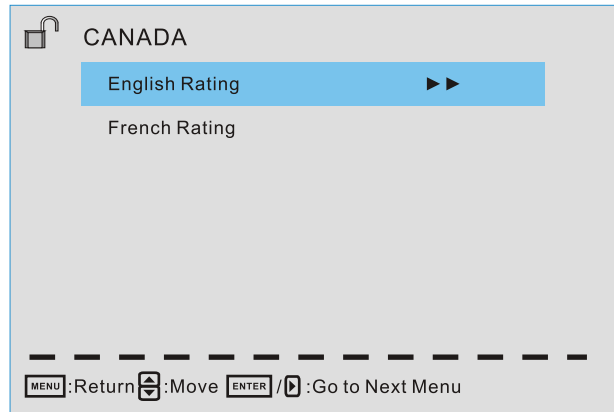 CANADA
English Rating
French Rating
MENU:Return :Move ENTER / :Go to Next Menu